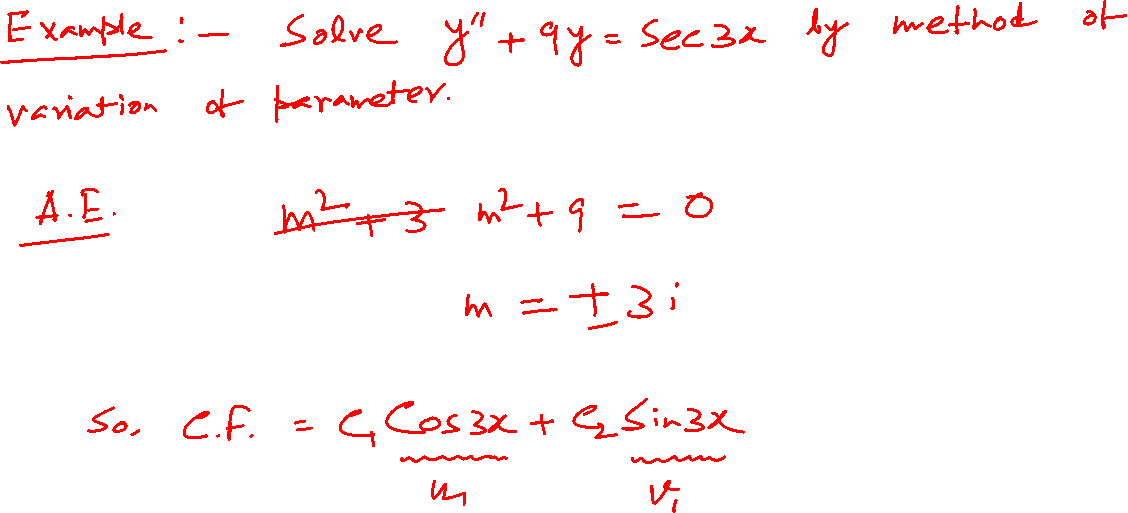 Example :- Solve y'' + 9y = Sec3x by method of
variation of parameter.
A.E. m² + 3 m² + 9 = 0
m = ± 3i
So, C.F. = C₁ Cos3x + C₂ Sin3x
u₁ v₁